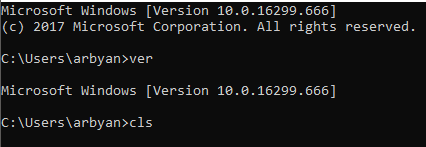 Microsoft Windows [Version 10.0.16299.666]
(c) 2017 Microsoft Corporation. All rights reserved.
C:\Users\arbyan>ver
Microsoft Windows [Version 10.0.16299.666]
C:\Users\arbyan>cls